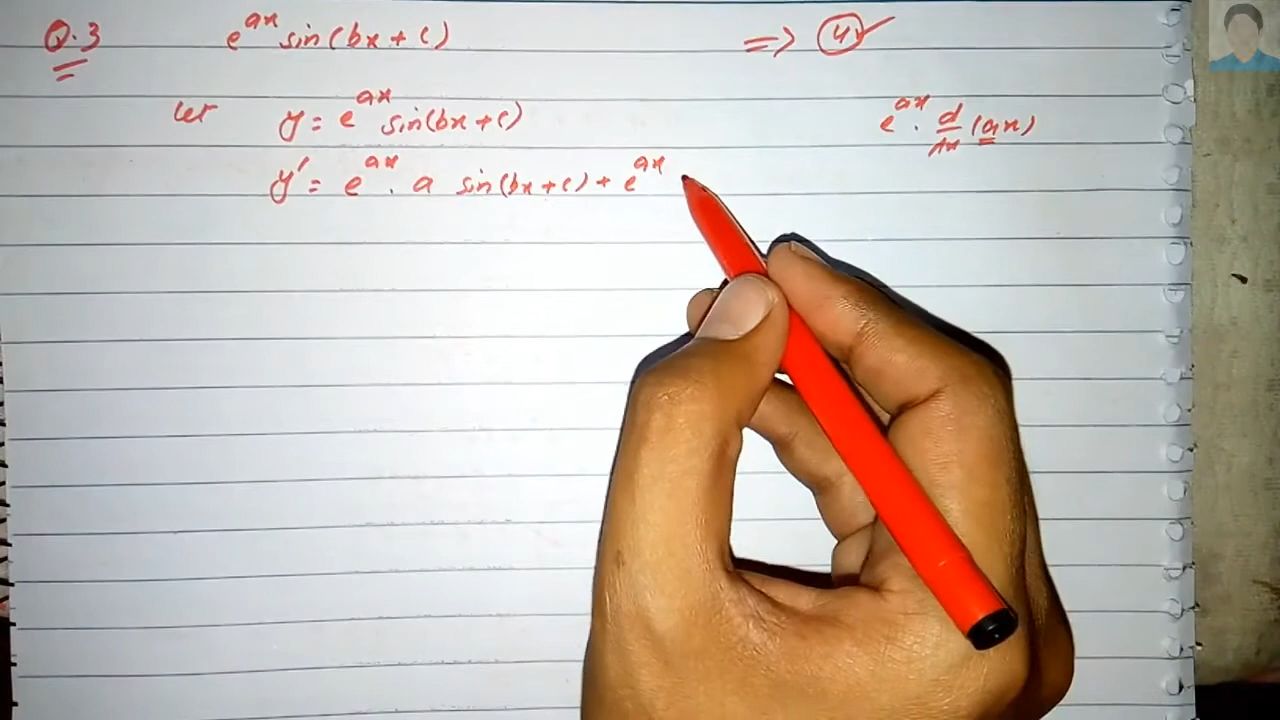 Q.3 e^{ax} sin(bx+c) => 4
let y = e^{ax} sin(bx+c) e^{ax} . d/dx (ax)
y' = e^{ax} . a sin(bx+c) + e^{ax}